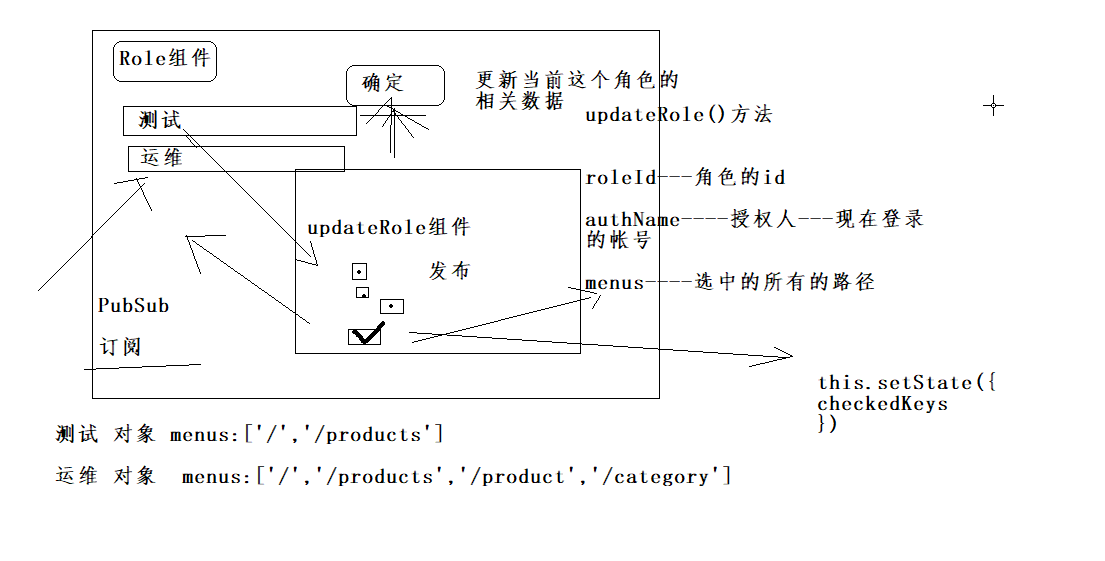 Role组件
确定
更新当前这个角色的
相关数据
updateRole()方法
测试
运维
roleId---角色的id
authName----授权人---现在登录
的帐号
updateRole组件
发布
menus----选中的所有的路径
PubSub
订阅
this.setState({
checkedKeys
})
测试 对象 menus:['/','/products']
运维 对象 menus:['/','/products','/product','/category']